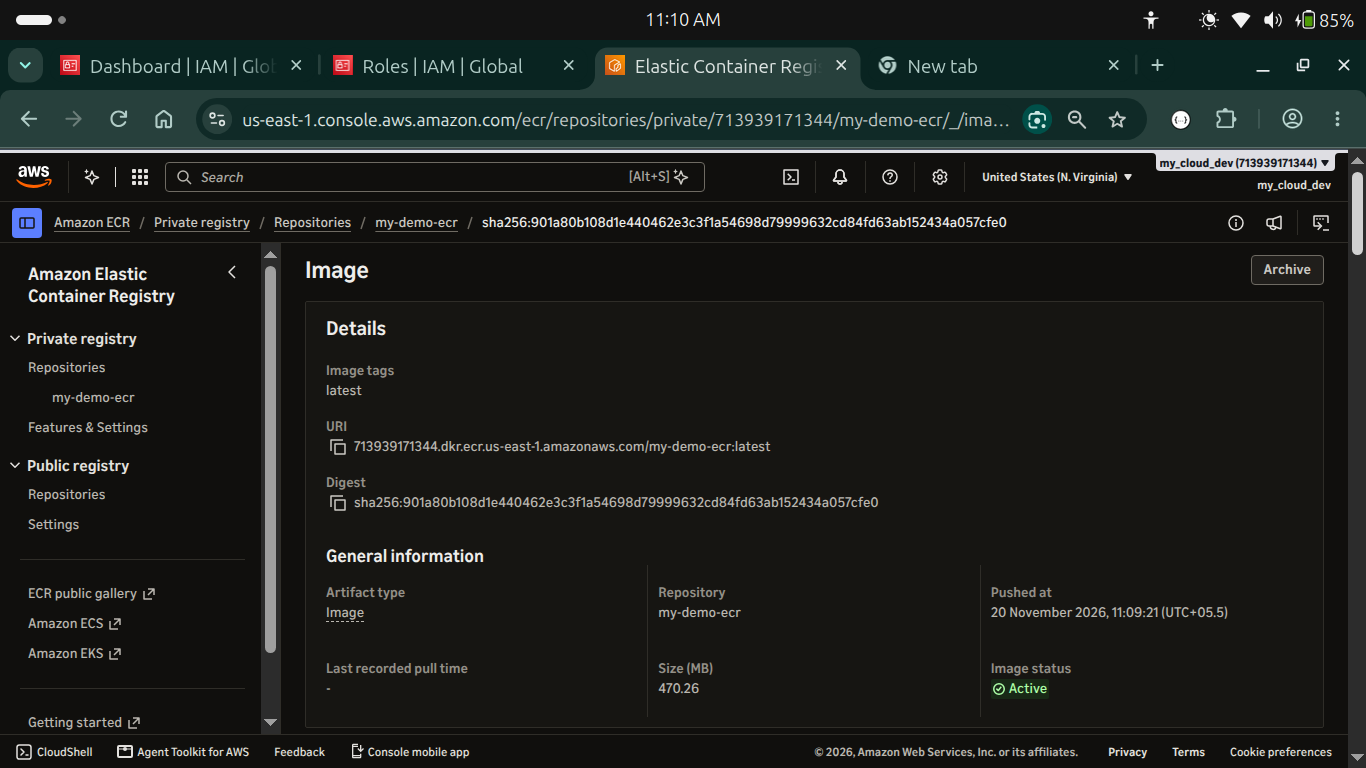 11:10 AM
85%
Dashboard | IAM | Glob
Roles | IAM | Global
Elastic Container Regi
New tab
us-east-1.console.aws.amazon.com/ecr/repositories/private/713939171344/my-demo-ecr/_/ima...
aws
Search
[Alt+S]
United States (N. Virginia)
my_cloud_dev (713939171344)
my_cloud_dev
Amazon ECR / Private registry / Repositories / my-demo-ecr / sha256:901a80b108d1e440462e3c3f1a54698d79999632cd84fd63ab152434a057cfe0
Amazon Elastic
Container Registry
Private registry
Repositories
my-demo-ecr
Features & Settings
Public registry
Repositories
Settings
ECR public gallery
Amazon ECS
Amazon EKS
Getting started
Image
Archive
Details
Image tags
latest
URI
713939171344.dkr.ecr.us-east-1.amazonaws.com/my-demo-ecr:latest
Digest
sha256:901a80b108d1e440462e3c3f1a54698d79999632cd84fd63ab152434a057cfe0
General information
Artifact type
Image
Repository
my-demo-ecr
Pushed at
20 November 2026, 11:09:21 (UTC+05.5)
Last recorded pull time
-
Size (MB)
470.26
Image status
Active
CloudShell
Agent Toolkit for AWS
Feedback
Console mobile app
© 2026, Amazon Web Services, Inc. or its affiliates.
Privacy
Terms
Cookie preferences